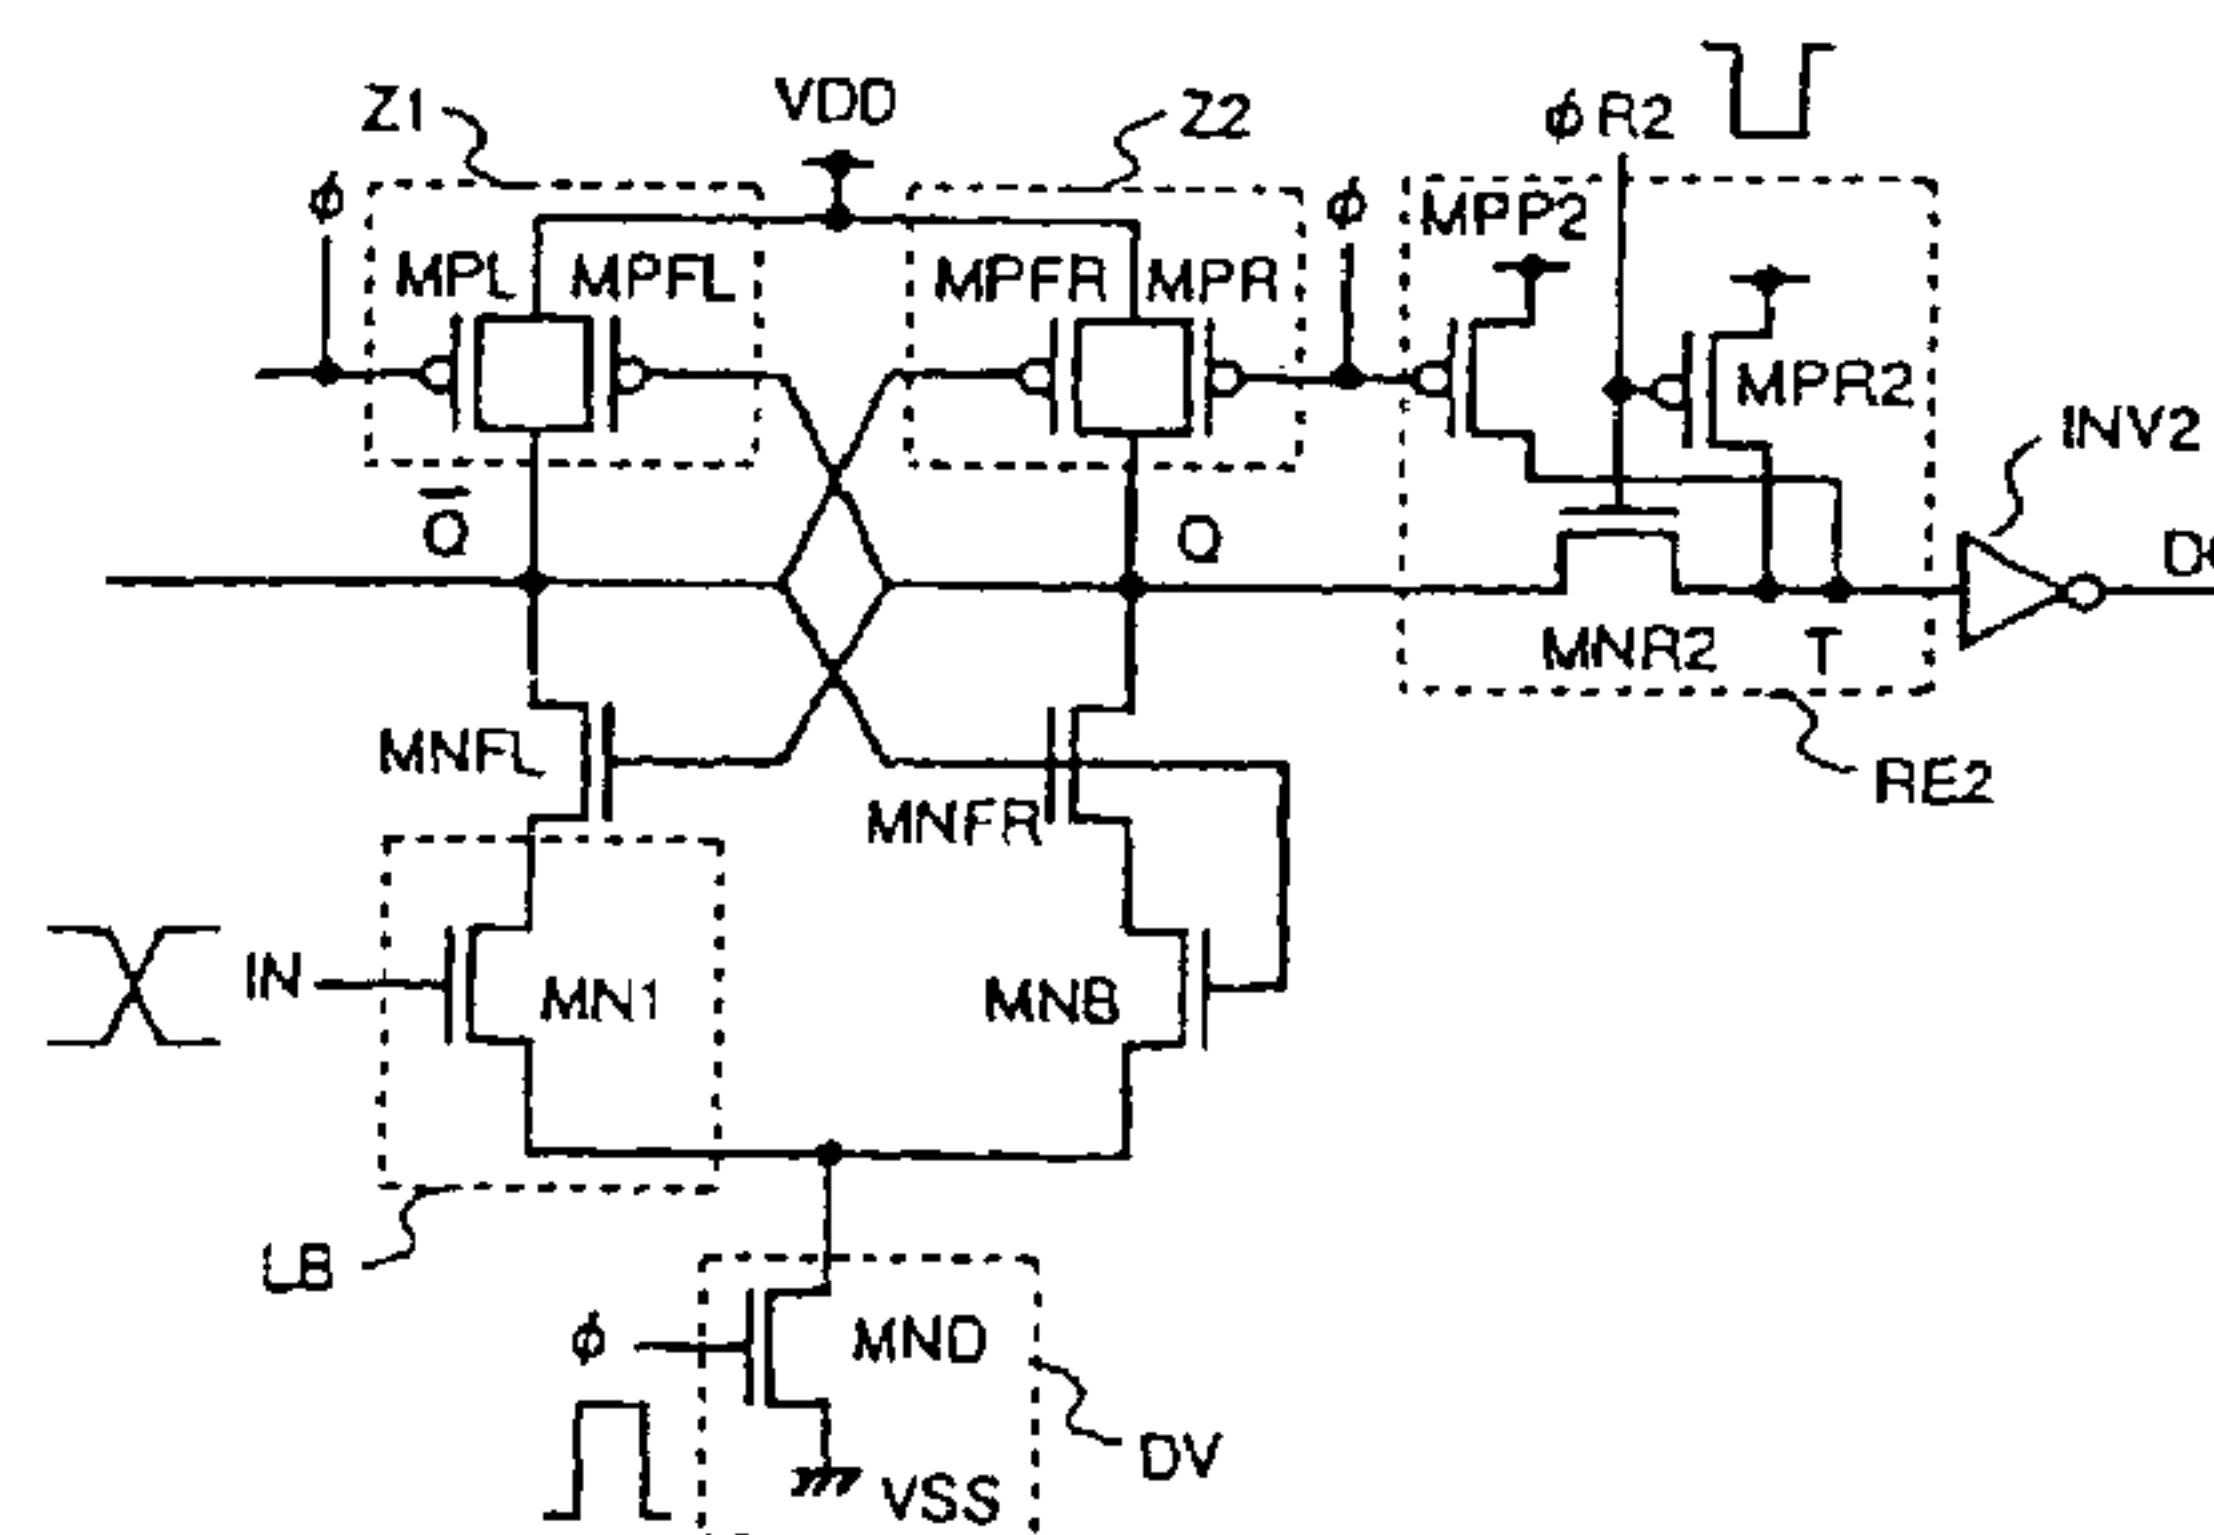 Z1
VDD
Z2
ϕR2
ϕ
ϕ
MPP2
MPL
MPFL
MPFR
MPR
MPR2
INV2
Q̅
Q
MNR2
T
MNFL
MNFR
RE2
IN
MN1
MNB
LB
ϕ
MND
DV
VSS